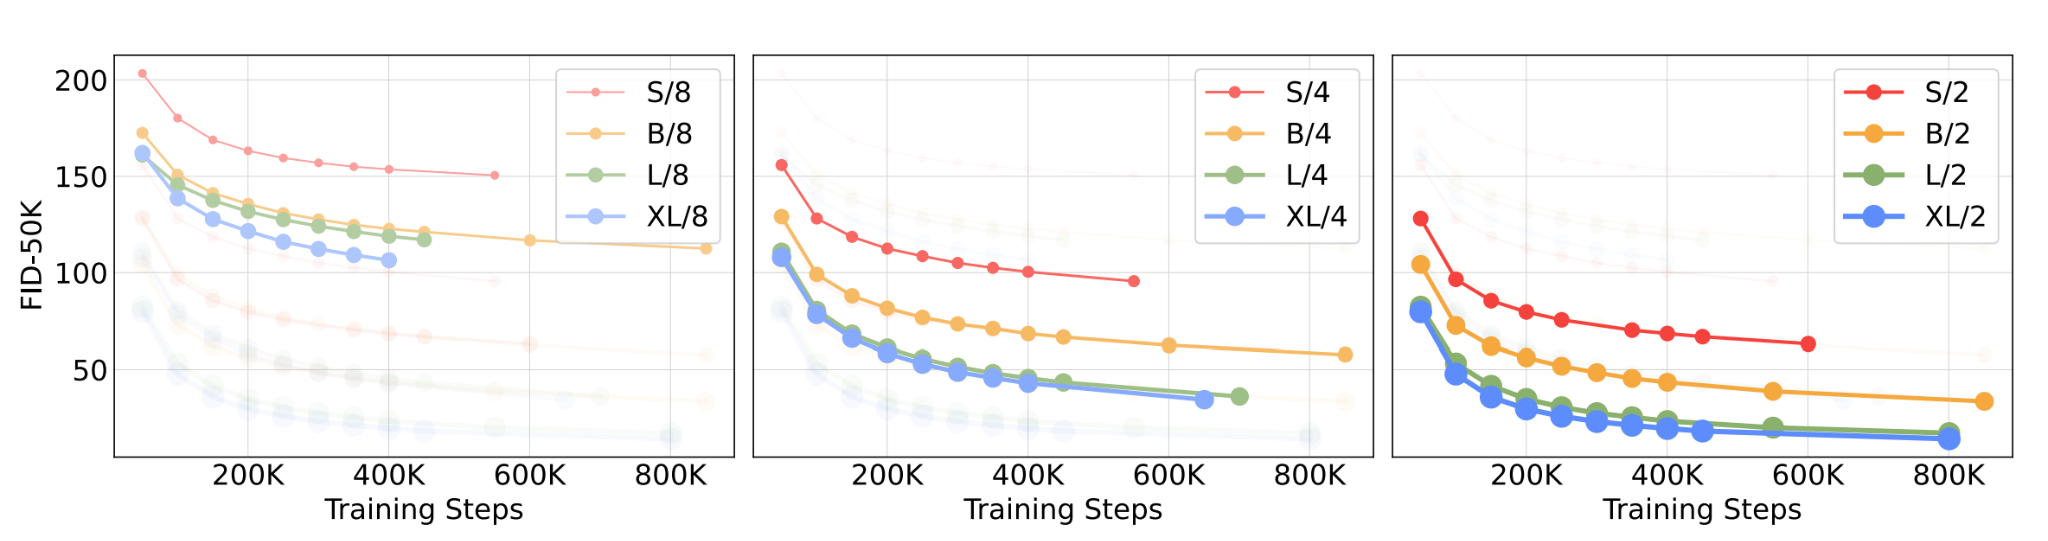 FID-50K
200
150
100
50
S/8
B/8
L/8
XL/8
200K 400K 600K 800K
Training Steps
S/4
B/4
L/4
XL/4
200K 400K 600K 800K
Training Steps
S/2
B/2
L/2
XL/2
200K 400K 600K 800K
Training Steps